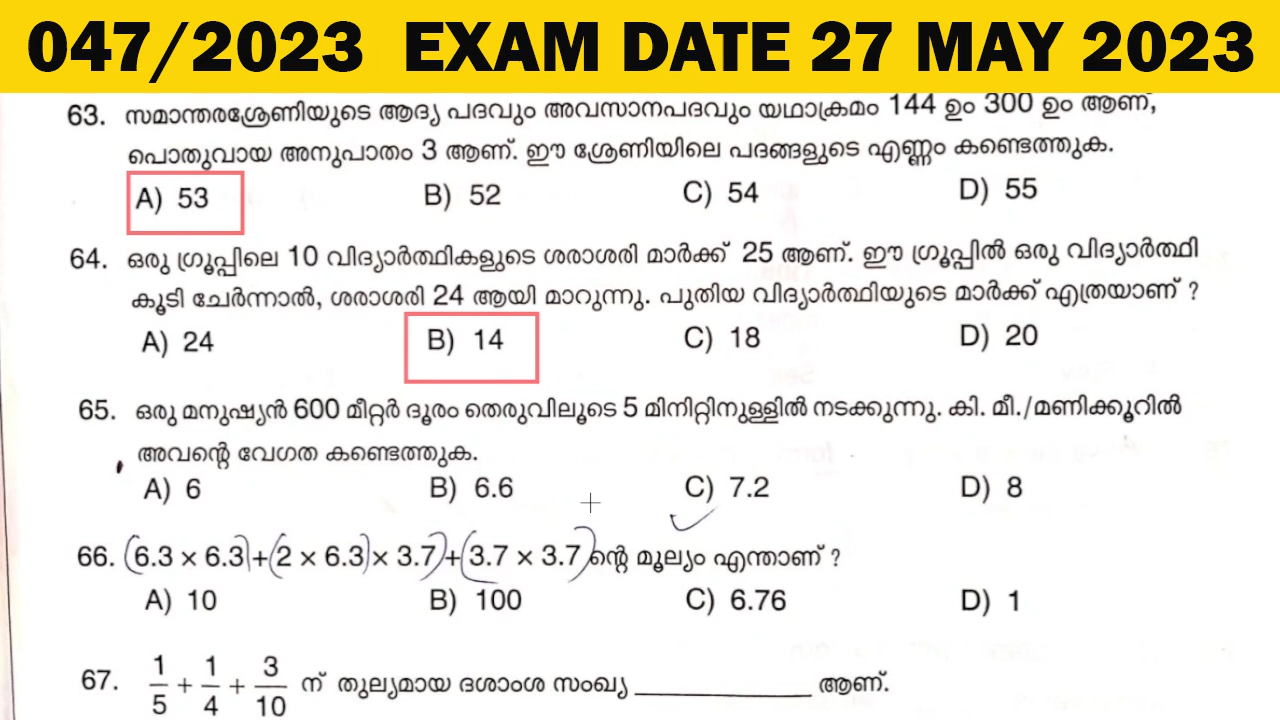 047/2023 EXAM DATE 27 MAY 2023
63. സമാന്തരശ്രേണിയുടെ ആദ്യ പദവും അവസാനപദവും യഥാക്രമം 144 ഉം 300 ഉം ആണ്,
പൊതുവായ അനുപാതം 3 ആണ്. ഈ ശ്രേണിയിലെ പദങ്ങളുടെ എണ്ണം കണ്ടെത്തുക.
A) 53 B) 52 C) 54 D) 55
64. ഒരു ഗ്രൂപ്പിലെ 10 വിദ്യാർത്ഥികളുടെ ശരാശരി മാർക്ക് 25 ആണ്. ഈ ഗ്രൂപ്പിൽ ഒരു വിദ്യാർത്ഥി
കൂടി ചേർന്നാൽ, ശരാശരി 24 ആയി മാറുന്നു. പുതിയ വിദ്യാർത്ഥിയുടെ മാർക്ക് എത്രയാണ് ?
A) 24 B) 14 C) 18 D) 20
65. ഒരു മനുഷ്യൻ 600 മീറ്റർ ദൂരം തെരുവിലൂടെ 5 മിനിറ്റിനുള്ളിൽ നടക്കുന്നു. കി. മീ./മണിക്കൂറിൽ
അവന്റെ വേഗത കണ്ടെത്തുക.
A) 6 B) 6.6 C) 7.2 D) 8
66. (6.3 × 6.3)+(2 × 6.3)× 3.7)+(3.7 × 3.7)ന്റെ മൂല്യം എന്താണ് ?
A) 10 B) 100 C) 6.76 D) 1
67. 1/5 + 1/4 + 3/10 ന് തുല്യമായ ദശാംശ സംഖ്യ ____________ ആണ്.